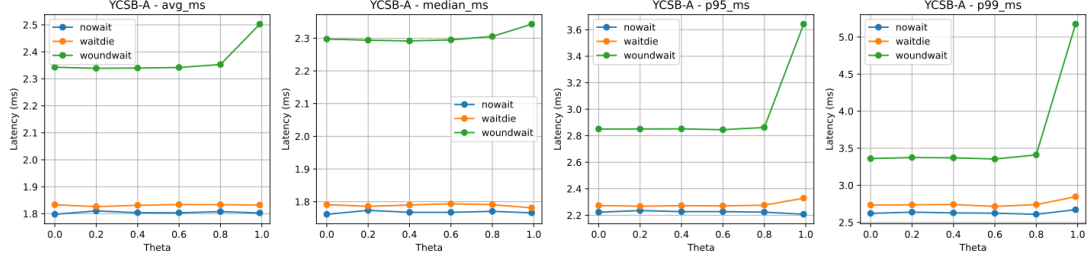 YCSB-A - avg_ms
Latency (ms)
2.5
2.4
2.3
2.2
2.1
2.0
1.9
1.8
nowait
waitdie
woundwait
0.0 0.2 0.4 0.6 0.8 1.0
Theta
YCSB-A - median_ms
Latency (ms)
2.3
2.2
2.1
2.0
1.9
1.8
nowait
waitdie
woundwait
0.0 0.2 0.4 0.6 0.8 1.0
Theta
YCSB-A - p95_ms
Latency (ms)
3.6
3.4
3.2
3.0
2.8
2.6
2.4
2.2
nowait
waitdie
woundwait
0.0 0.2 0.4 0.6 0.8 1.0
Theta
YCSB-A - p99_ms
Latency (ms)
5.0
4.5
4.0
3.5
3.0
2.5
nowait
waitdie
woundwait
0.0 0.2 0.4 0.6 0.8 1.0
Theta